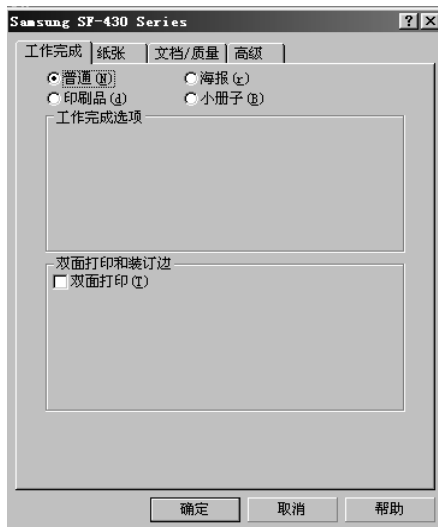 Samsung SF-430 Series
工作完成 纸张 文档/质量 高级
普通(N) 海报(r)
印刷品(d) 小册子(B)
工作完成选项
双面打印和装订边
双面打印(T)
确定 取消 帮助